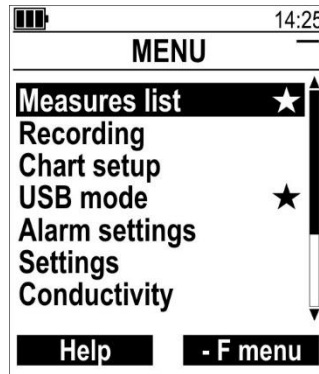 14:25
MENU
Measures list ★
Recording
Chart setup
USB mode ★
Alarm settings
Settings
Conductivity
Help - F menu